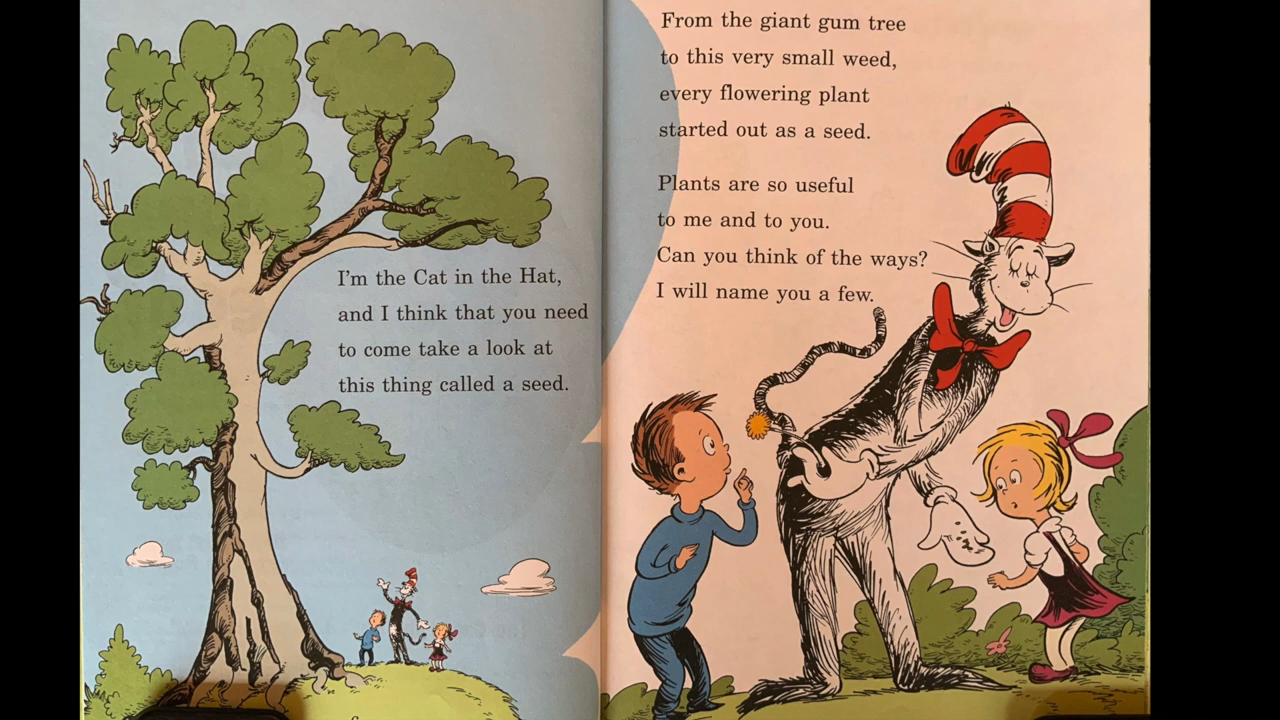 I'm the Cat in the Hat,
and I think that you need
to come take a look at
this thing called a seed.
From the giant gum tree
to this very small weed,
every flowering plant
started out as a seed.
Plants are so useful
to me and to you.
Can you think of the ways?
I will name you a few.